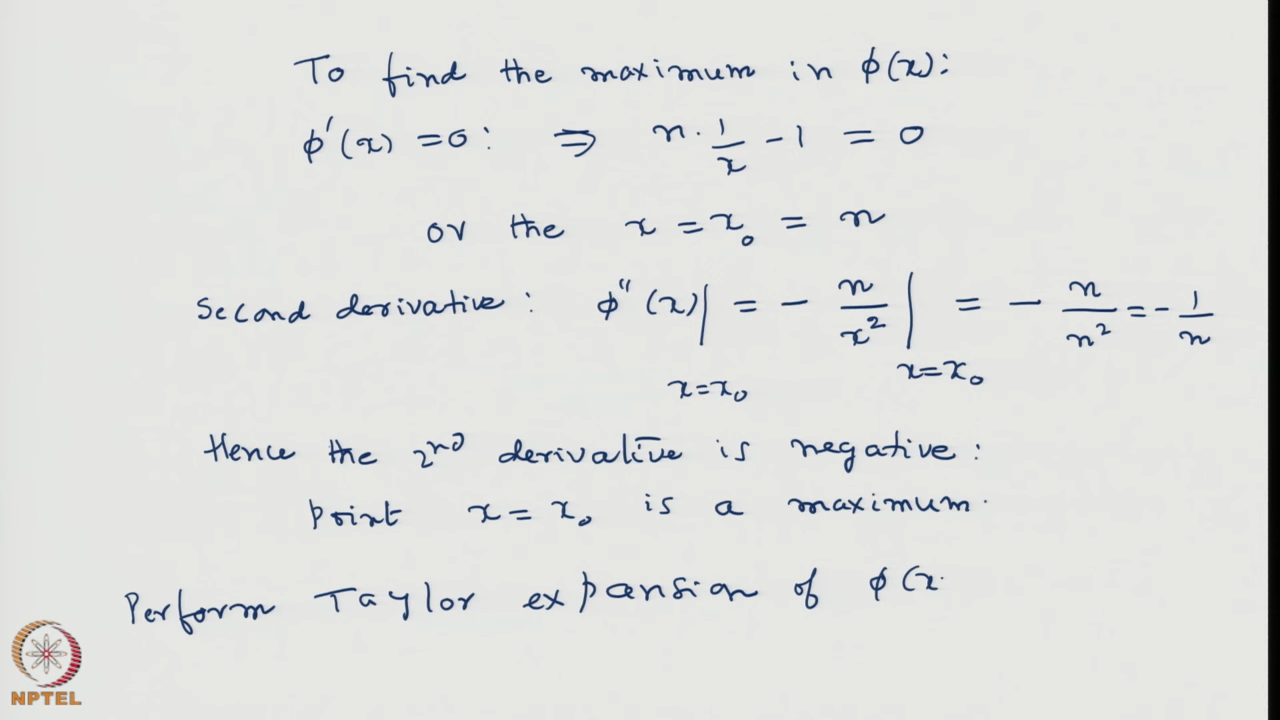 To find the maximum in ϕ(x):
ϕ'(x) = 0: ⇒ n · 1/x - 1 = 0
or the x = x₀ = n
Second derivative: ϕ"(x)|ₓ₌ₓ₀ = - n/x² |ₓ₌ₓ₀ = - n/n² = - 1/n
Hence the 2nd derivative is negative:
point x = x₀ is a maximum.
Perform Taylor expansion of ϕ(x
NPTEL